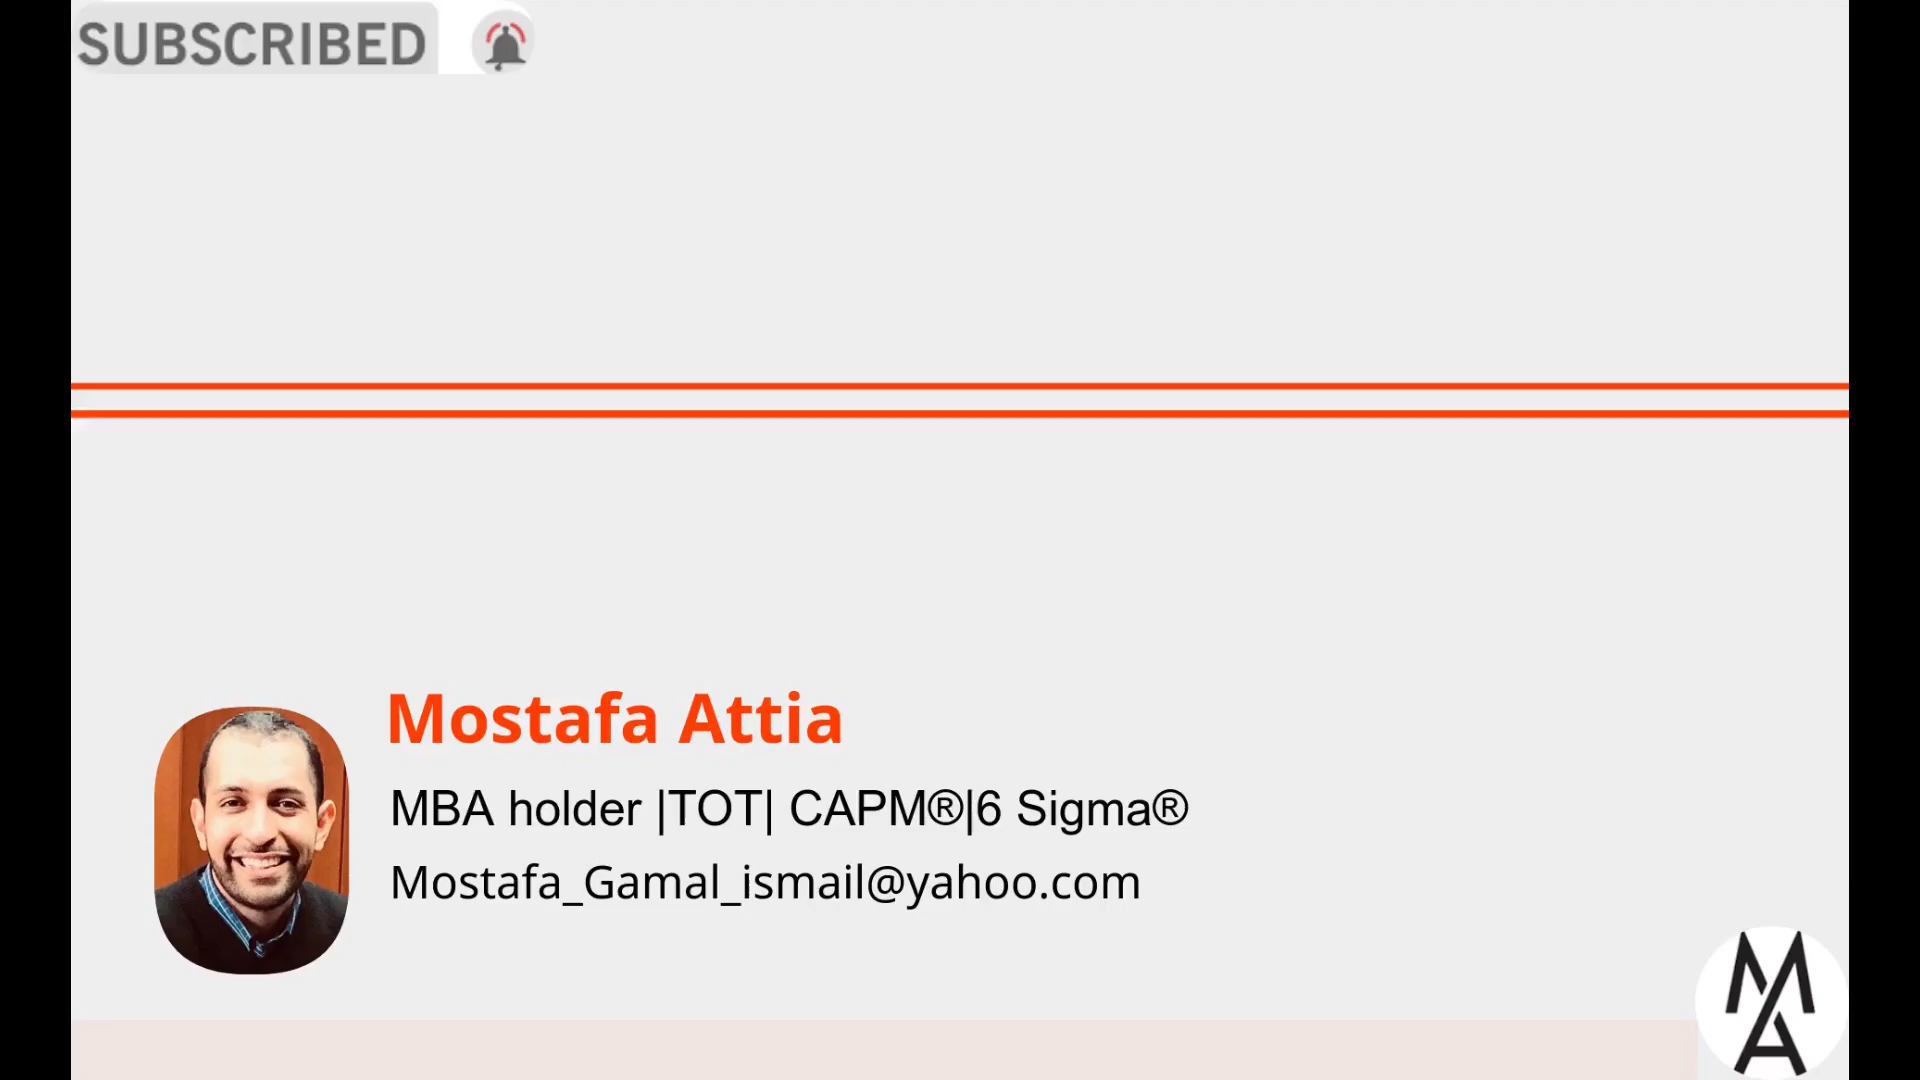 SUBSCRIBED
Mostafa Attia
MBA holder |TOT| CAPM®|6 Sigma®
Mostafa_Gamal_ismail@yahoo.com
MA